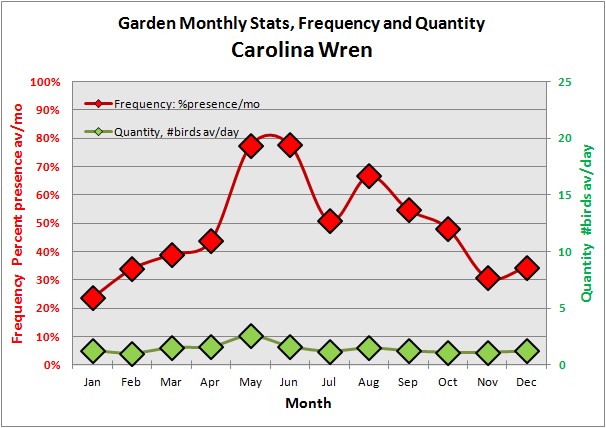 Garden Monthly Stats, Frequency and Quantity
Carolina Wren
Frequency: %presence/mo
Quantity, #birds av/day
Frequency  Percent presence av/mo
100%
90%
80%
70%
60%
50%
40%
30%
20%
10%
0%
25
20
15
10
5
0
Quantity  #birds av/day
Jan Feb Mar Apr May Jun Jul Aug Sep Oct Nov Dec
Month